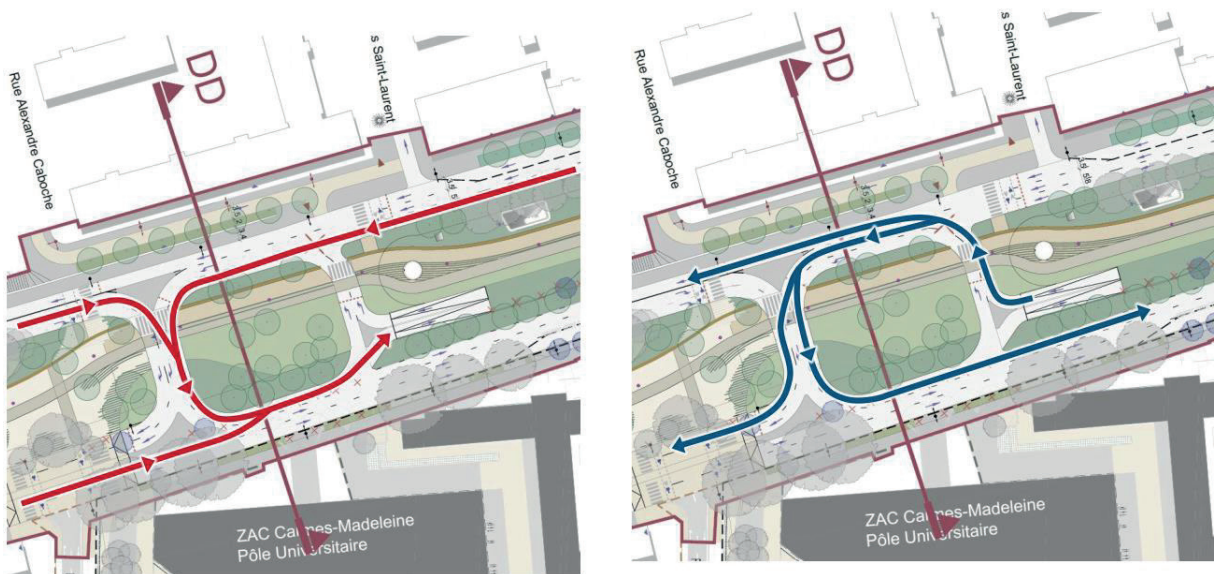 Rue Alexandre Caboche
DD
s Saint-Laurent
ZAC Carmes-Madeleine
Pôle Universitaire
Rue Alexandre Caboche
DD
s Saint-Laurent
ZAC Carmes-Madeleine
Pôle Universitaire